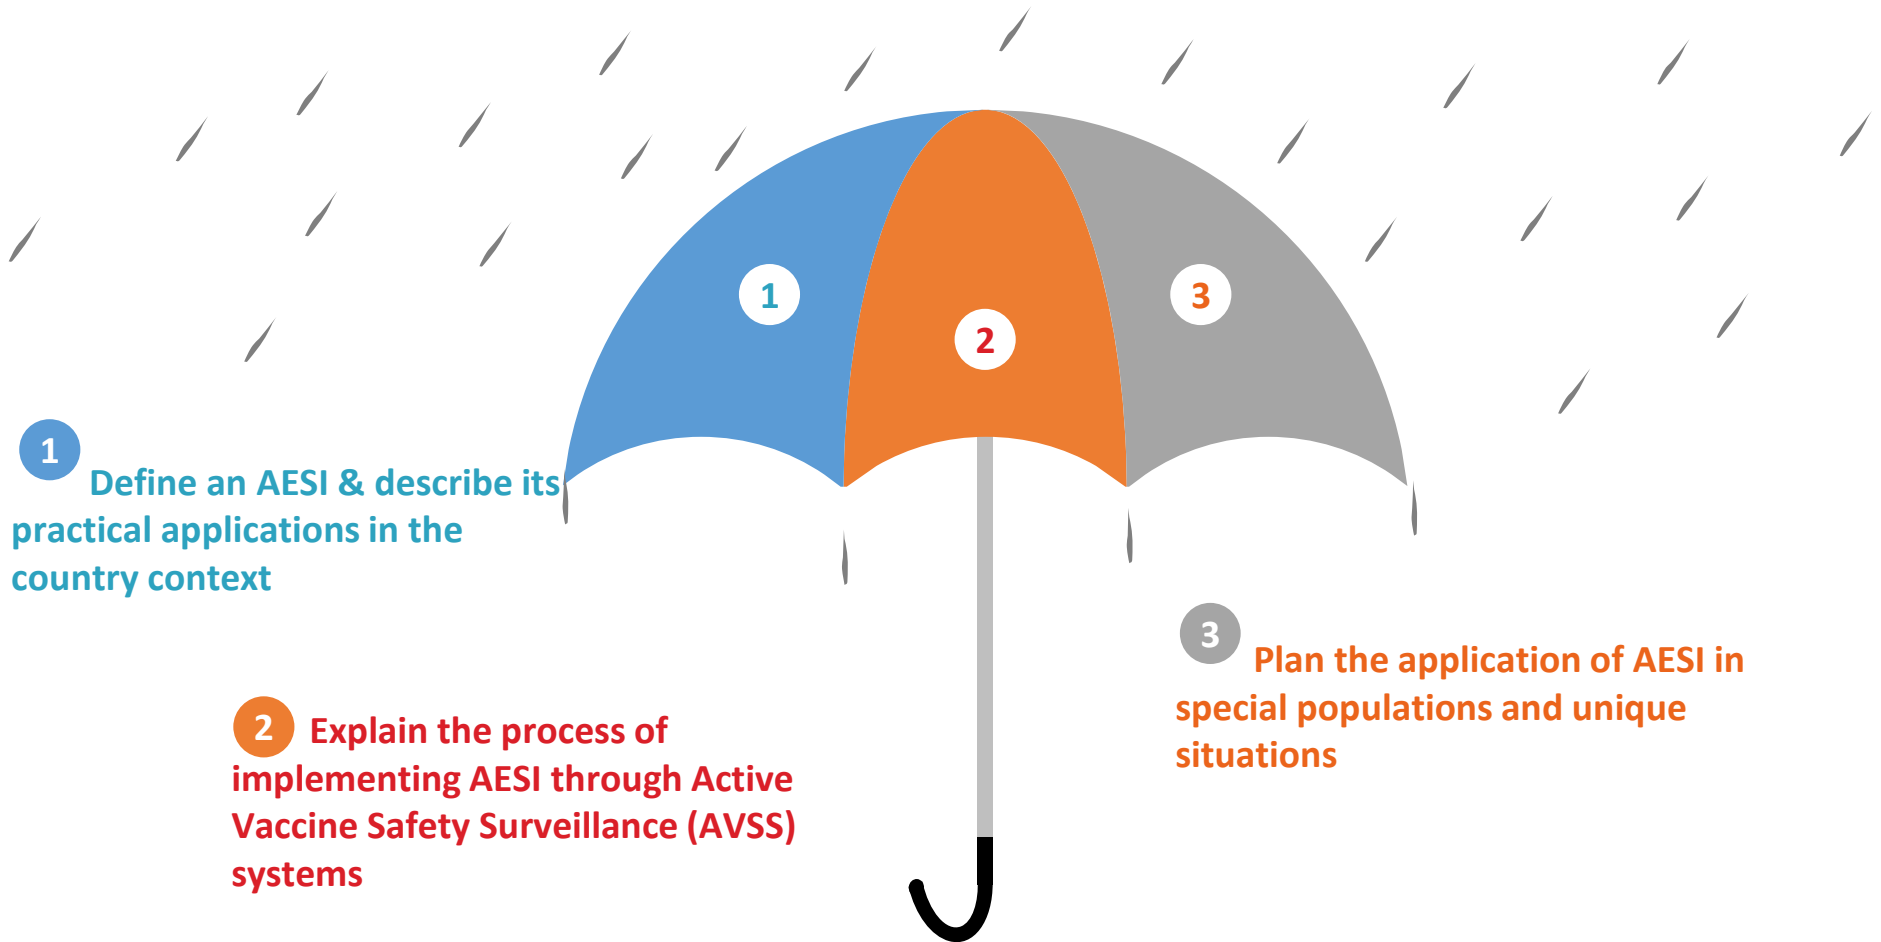 1
3
2
1
Define an AESI & describe its
practical applications in the
country context
3
Plan the application of AESI in
special populations and unique
situations
2 Explain the process of
implementing AESI through Active
Vaccine Safety Surveillance (AVSS)
systems